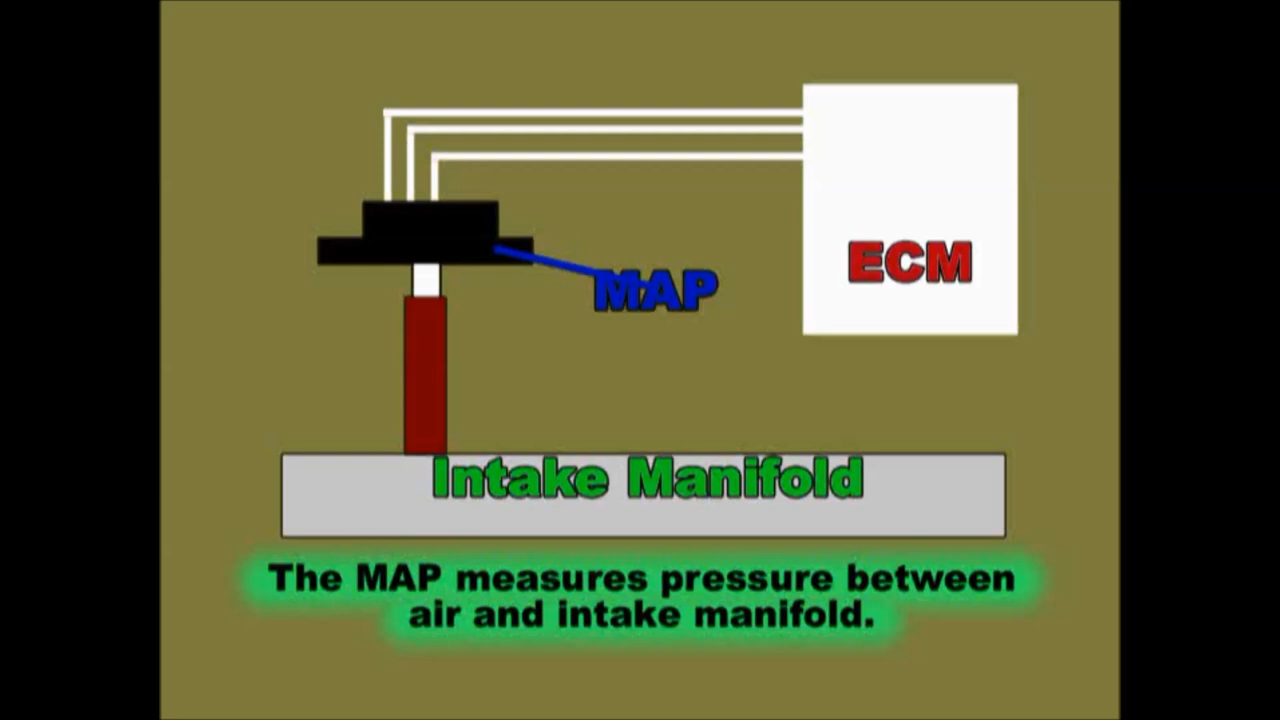 ECM
MAP
Intake Manifold
The MAP measures pressure between
air and intake manifold.